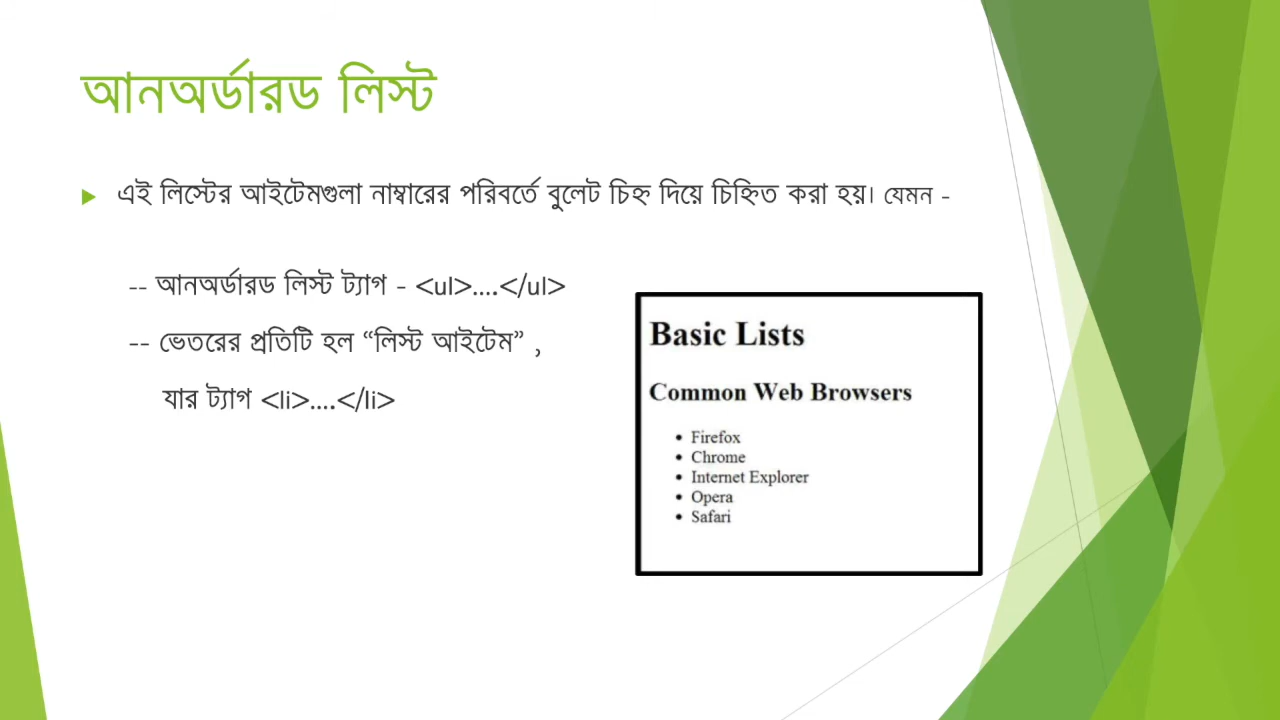 আনঅর্ডারড লিস্ট
এই লিস্টের আইটেমগুলা নাম্বারের পরিবর্তে বুলেট চিহ্ন দিয়ে চিহ্নিত করা হয়। যেমন -
-- আনঅর্ডারড লিস্ট ট্যাগ - <ul>....</ul>
-- ভেতরের প্রতিটি হল “লিস্ট আইটেম” ,
যার ট্যাগ <li>....</li>
Basic Lists
Common Web Browsers
• Firefox
• Chrome
• Internet Explorer
• Opera
• Safari